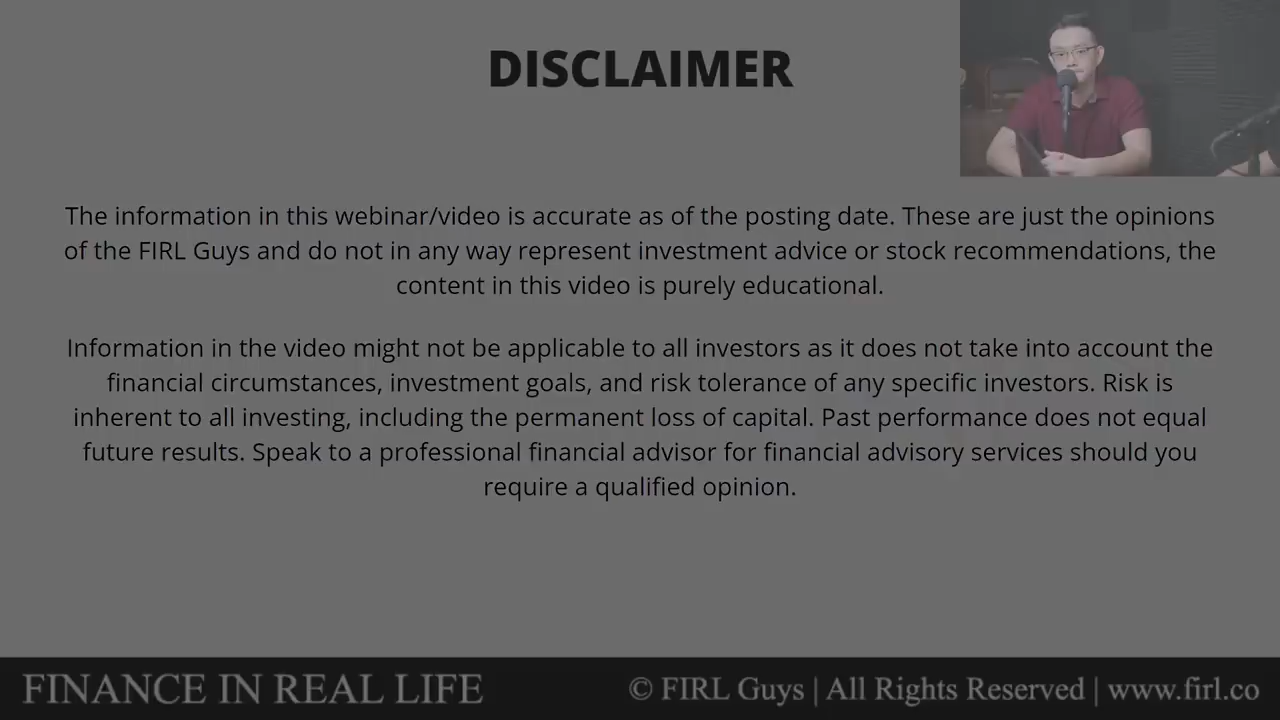 DISCLAIMER
The information in this webinar/video is accurate as of the posting date. These are just the opinions
of the FIRL Guys and do not in any way represent investment advice or stock recommendations, the
content in this video is purely educational.
Information in the video might not be applicable to all investors as it does not take into account the
financial circumstances, investment goals, and risk tolerance of any specific investors. Risk is
inherent to all investing, including the permanent loss of capital. Past performance does not equal
future results. Speak to a professional financial advisor for financial advisory services should you
require a qualified opinion.
FINANCE IN REAL LIFE
© FIRL Guys | All Rights Reserved | www.firl.co